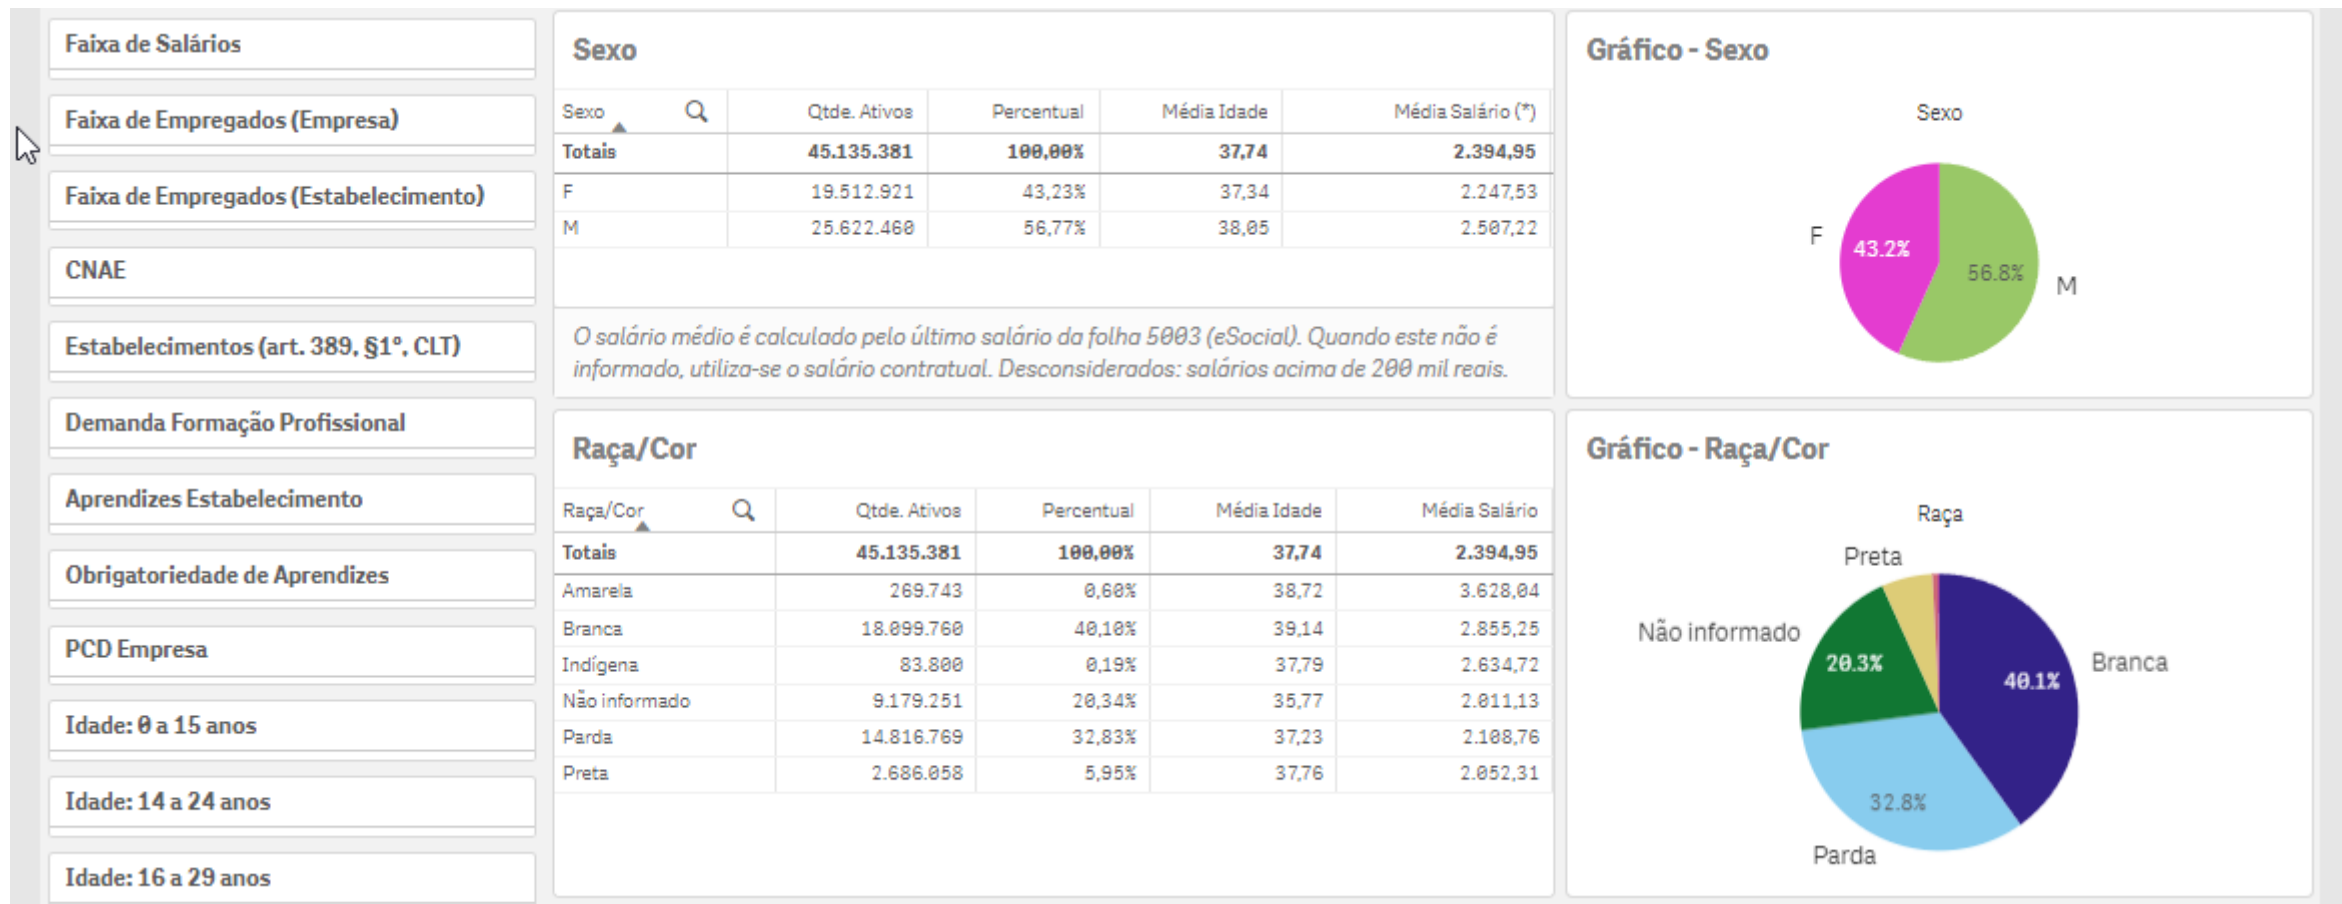 Faixa de Salários
Faixa de Empregados (Empresa)
Faixa de Empregados (Estabelecimento)
CNAE
Estabelecimentos (art. 389, §1º, CLT)
Demanda Formação Profissional
Aprendizes Estabelecimento
Obrigatoriedade de Aprendizes
PCD Empresa
Idade: 0 a 15 anos
Idade: 14 a 24 anos
Idade: 16 a 29 anos
Sexo
Sexo Qtde. Ativos Percentual Média Idade Média Salário (*)
Totais 45.135.381 100,00% 37,74 2.394,95
F 19.512.921 43,23% 37,34 2.247,53
M 25.622.460 56,77% 38,05 2.507,22
O salário médio é calculado pelo último salário da folha 5003 (eSocial). Quando este não é
informado, utiliza-se o salário contratual. Desconsiderados: salários acima de 200 mil reais.
Gráfico - Sexo
Sexo
F
43.2%
56.8%
M
Raça/Cor
Raça/Cor Qtde. Ativos Percentual Média Idade Média Salário
Totais 45.135.381 100,00% 37,74 2.394,95
Amarela 269.743 0,60% 38,72 3.628,04
Branca 18.099.760 40,10% 39,14 2.855,25
Indígena 83.800 0,19% 37,79 2.634,72
Não informado 9.179.251 20,34% 35,77 2.011,13
Parda 14.816.769 32,83% 37,23 2.108,76
Preta 2.686.058 5,95% 37,76 2.052,31
Gráfico - Raça/Cor
Raça
Preta
Não informado
20.3%
Branca
40.1%
32.8%
Parda